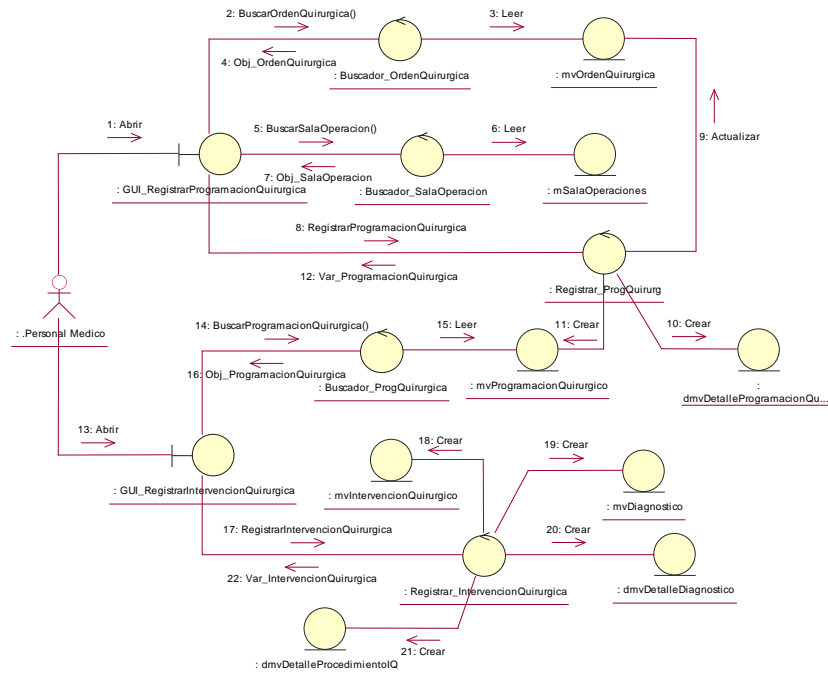 2: BuscarOrdenQuirurgica()
3: Leer
4: Obj_OrdenQuirurgica
: Buscador_OrdenQuirurgica
: mvOrdenQuirurgica
1: Abrir
5: BuscarSalaOperacion()
6: Leer
9: Actualizar
7: Obj_SalaOperacion
: GUI_RegistrarProgramacionQuirurgica
: Buscador_SalaOperacion
: mSalaOperaciones
8: RegistrarProgramacionQuirurgica
12: Var_ProgramacionQuirurgica
: Registrar_ProgQuirurg
: .Personal Medico
14: BuscarProgramacionQuirurgica()
15: Leer
11: Crear
10: Crear
16: Obj_ProgramacionQuirurgica
: Buscador_ProgQuirurgica
: mvProgramacionQuirurgico
:
dmvDetalleProgramacionQu...
13: Abrir
18: Crear
19: Crear
: GUI_RegistrarIntervencionQuirurgica
: mvIntervencionQuirurgico
: mvDiagnostico
17: RegistrarIntervencionQuirurgica
20: Crear
22: Var_IntervencionQuirurgica
: Registrar_IntervencionQuirurgica
: dmvDetalleDiagnostico
21: Crear
: dmvDetalleProcedimientoIQ